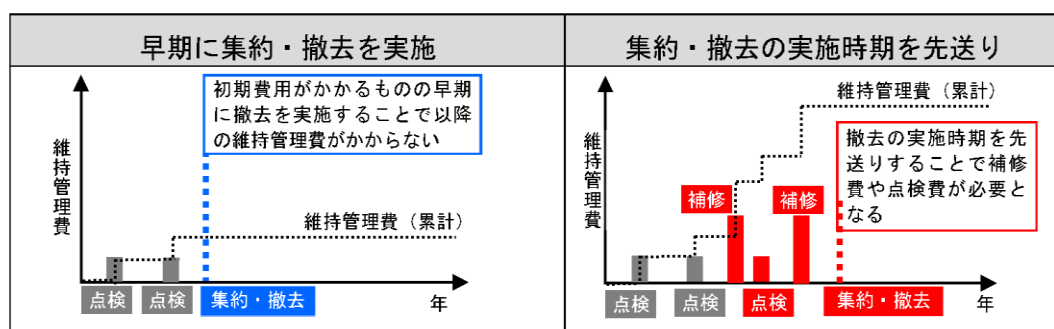 早期に集約・撤去を実施
維持管理費
初期費用がかかるものの早期
に撤去を実施することで以降
の維持管理費がかからない
維持管理費（累計）
点検
点検
集約・撤去
年
集約・撤去の実施時期を先送り
維持管理費
維持管理費（累計）
撤去の実施時期を先
送りすることで補修
費や点検費が必要と
なる
補修
補修
点検
点検
点検
集約・撤去
年